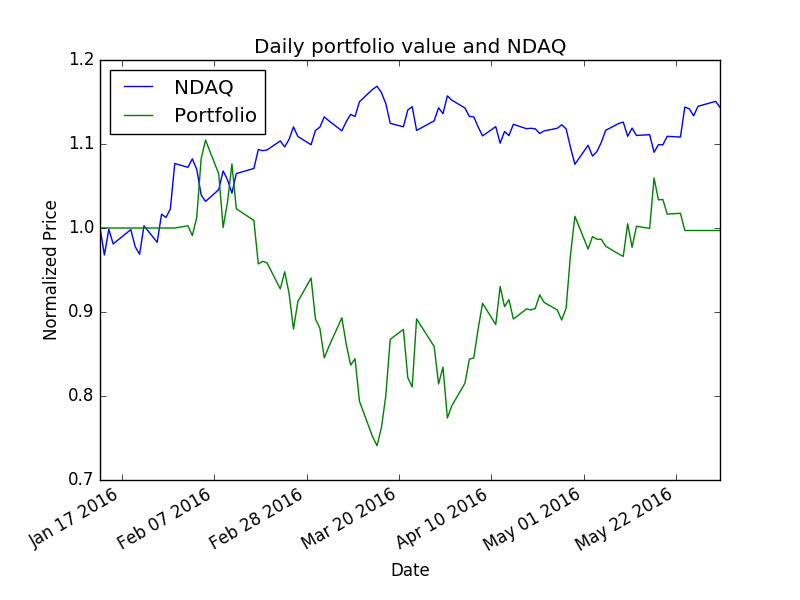 Daily portfolio value and NDAQ
NDAQ
Portfolio
1.2
1.1
1.0
0.9
0.8
0.7
Normalized Price
Jan 17 2016
Feb 07 2016
Feb 28 2016
Mar 20 2016
Apr 10 2016
May 01 2016
May 22 2016
Date